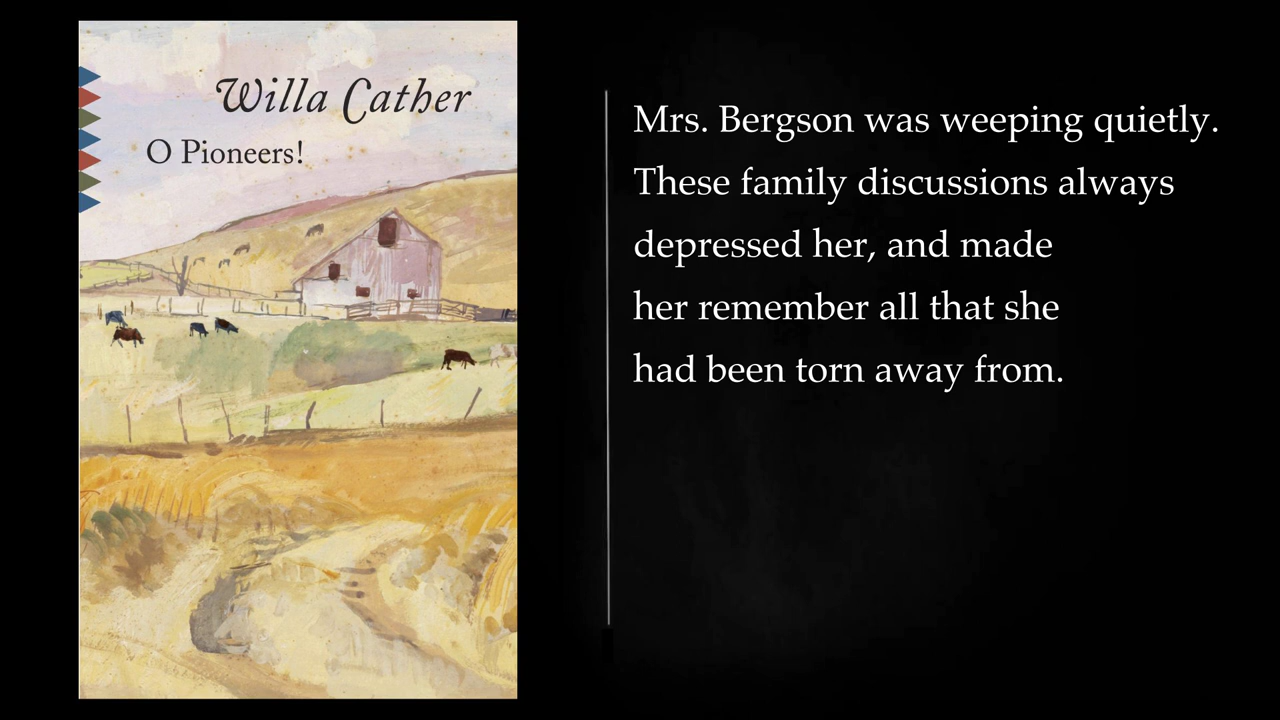 Willa Cather
O Pioneers!
Mrs. Bergson was weeping quietly.
These family discussions always
depressed her, and made
her remember all that she
had been torn away from.